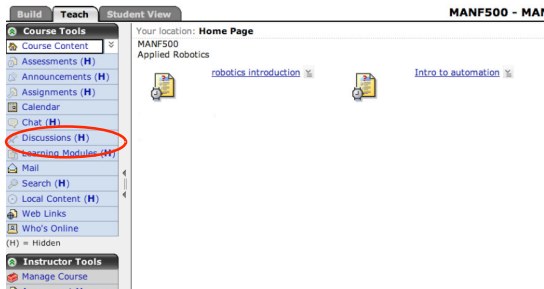 Build Teach Student View
MANF500 - MAN
Course Tools
Course Content
Assessments (H)
Announcements (H)
Assignments (H)
Calendar
Chat (H)
Discussions (H)
Learning Modules (H)
Mail
Search (H)
Local Content (H)
Web Links
Who's Online
(H) = Hidden
Instructor Tools
Manage Course
Your location: Home Page
MANF500
Applied Robotics
robotics introduction
Intro to automation